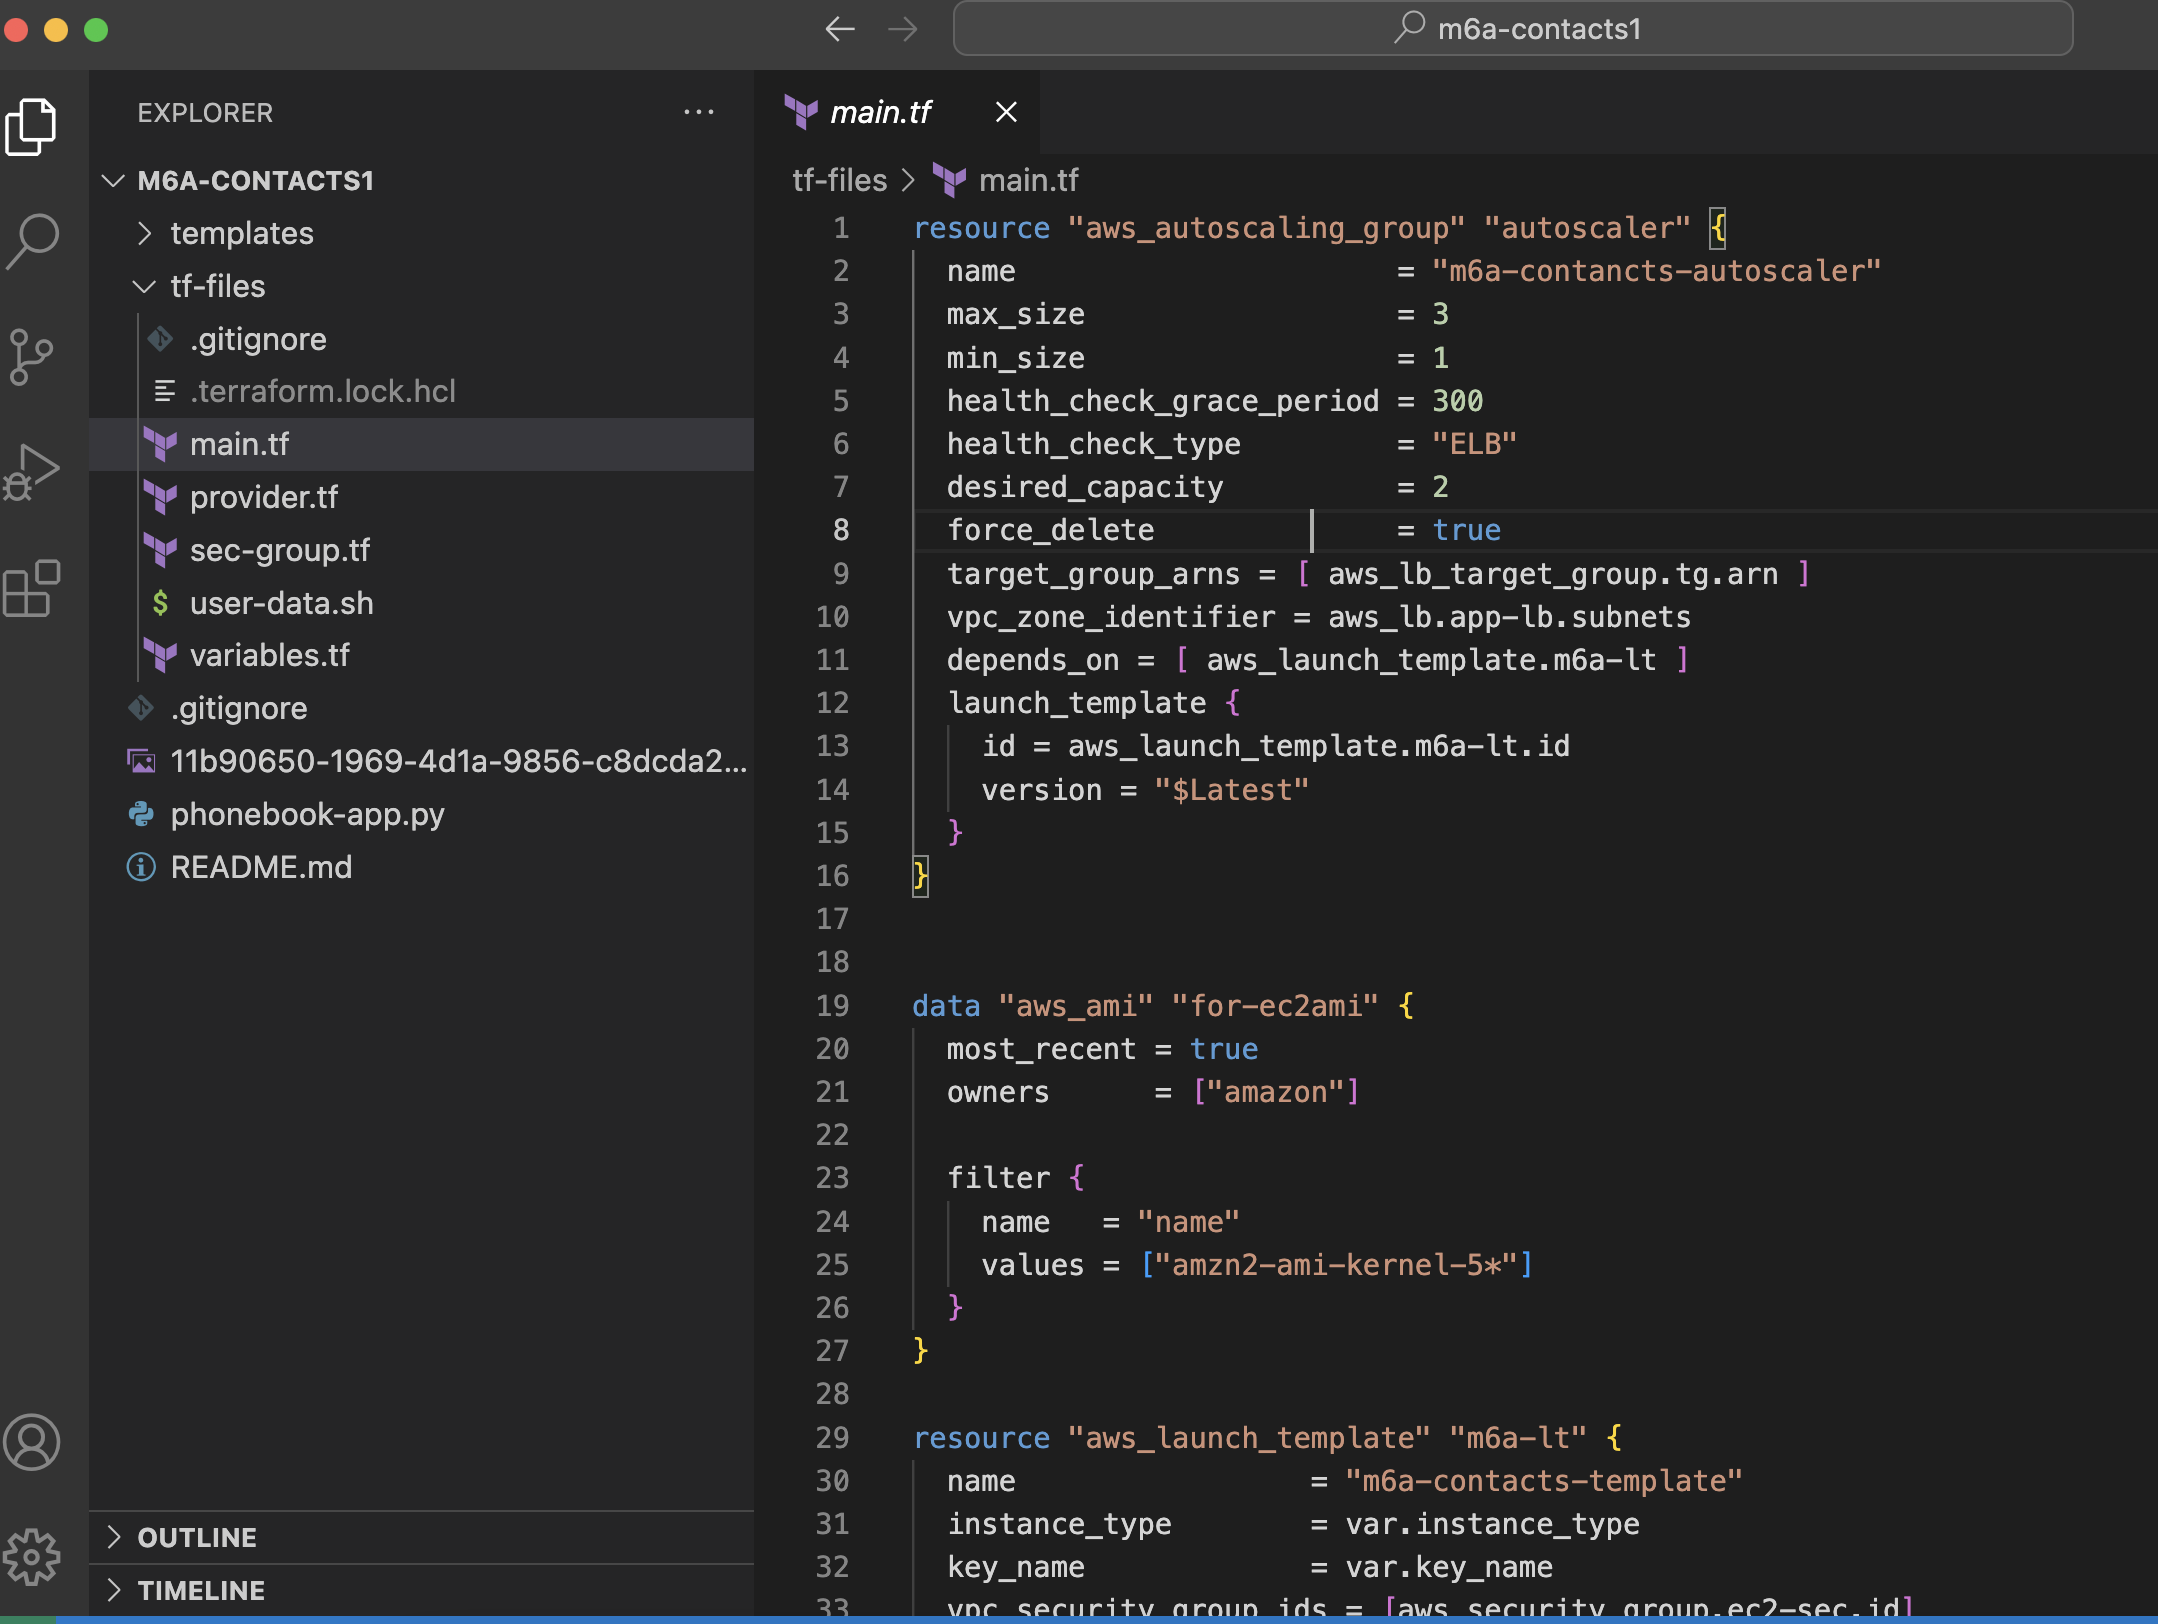 m6a-contacts1
EXPLORER
M6A-CONTACTS1
templates
tf-files
.gitignore
.terraform.lock.hcl
main.tf
provider.tf
sec-group.tf
user-data.sh
variables.tf
.gitignore
11b90650-1969-4d1a-9856-c8dcda2...
phonebook-app.py
README.md
OUTLINE
TIMELINE
main.tf
tf-files > main.tf
1 resource "aws_autoscaling_group" "autoscaler" {
2 name = "m6a-contancts-autoscaler"
3 max_size = 3
4 min_size = 1
5 health_check_grace_period = 300
6 health_check_type = "ELB"
7 desired_capacity = 2
8 force_delete = true
9 target_group_arns = [ aws_lb_target_group.tg.arn ]
10 vpc_zone_identifier = aws_lb.app-lb.subnets
11 depends_on = [ aws_launch_template.m6a-lt ]
12 launch_template {
13 id = aws_launch_template.m6a-lt.id
14 version = "$Latest"
15 }
16 }
17
18
19 data "aws_ami" "for-ec2ami" {
20 most_recent = true
21 owners = ["amazon"]
22
23 filter {
24 name = "name"
25 values = ["amzn2-ami-kernel-5*"]
26 }
27 }
28
29 resource "aws_launch_template" "m6a-lt" {
30 name = "m6a-contacts-template"
31 instance_type = var.instance_type
32 key_name = var.key_name
33 vpc_security_group_ids = [aws_security_group.ec2-sec.id]